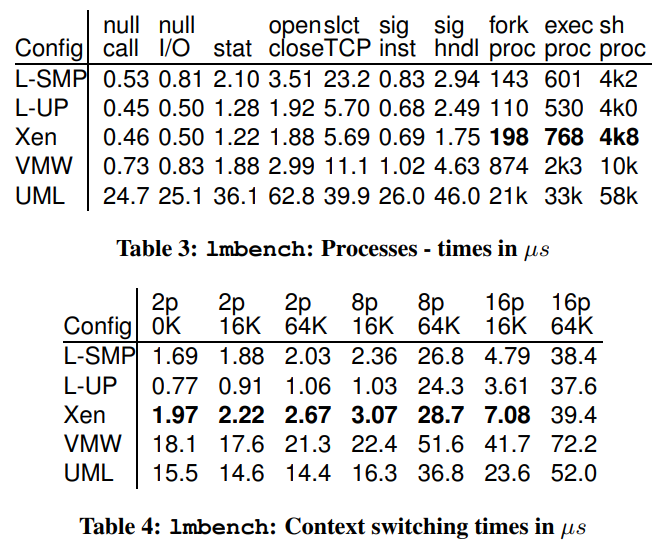 null null open slct sig sig fork exec sh
Config call I/O stat close TCP inst hndl proc proc proc
L-SMP 0.53 0.81 2.10 3.51 23.2 0.83 2.94 143 601 4k2
L-UP 0.45 0.50 1.28 1.92 5.70 0.68 2.49 110 530 4k0
Xen 0.46 0.50 1.22 1.88 5.69 0.69 1.75 198 768 4k8
VMW 0.73 0.83 1.88 2.99 11.1 1.02 4.63 874 2k3 10k
UML 24.7 25.1 36.1 62.8 39.9 26.0 46.0 21k 33k 58k
Table 3: lmbench: Processes - times in µs
2p 2p 2p 8p 8p 16p 16p
Config 0K 16K 64K 16K 64K 16K 64K
L-SMP 1.69 1.88 2.03 2.36 26.8 4.79 38.4
L-UP 0.77 0.91 1.06 1.03 24.3 3.61 37.6
Xen 1.97 2.22 2.67 3.07 28.7 7.08 39.4
VMW 18.1 17.6 21.3 22.4 51.6 41.7 72.2
UML 15.5 14.6 14.4 16.3 36.8 23.6 52.0
Table 4: lmbench: Context switching times in µs